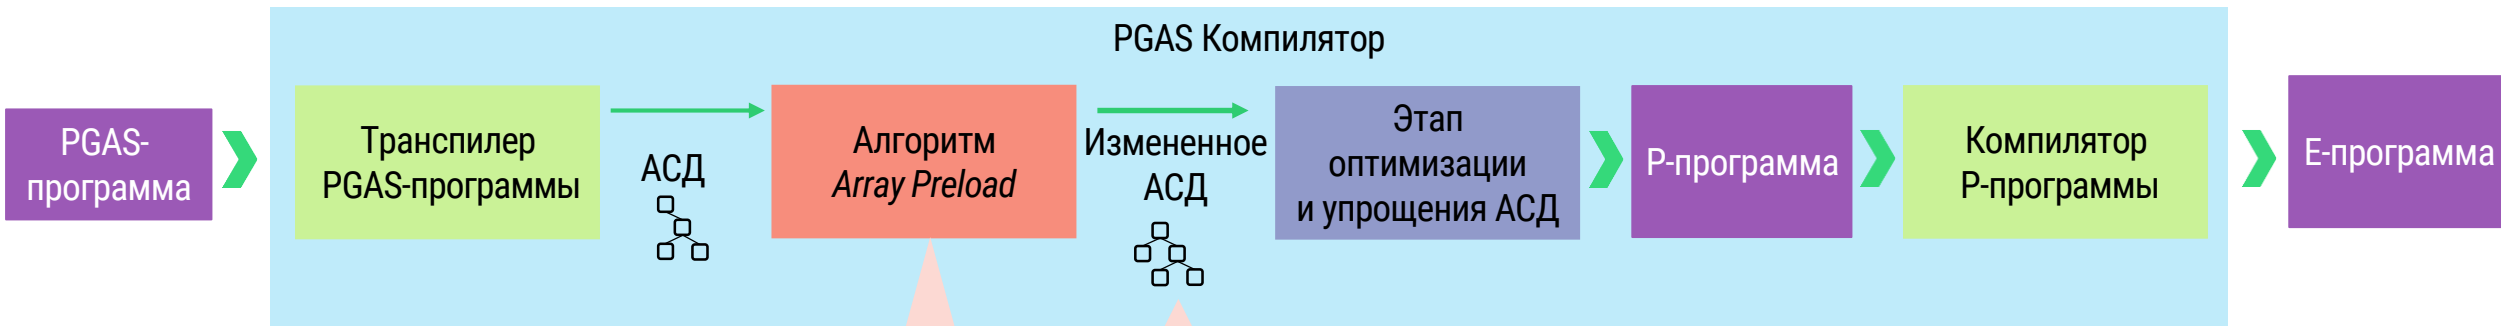 PGAS Компилятор
PGAS-
программа
Транспилер
PGAS-программы
АСД
Алгоритм
Array Preload
Измененное
АСД
Этап
оптимизации
и упрощения АСД
P-программа
Компилятор
P-программы
E-программа